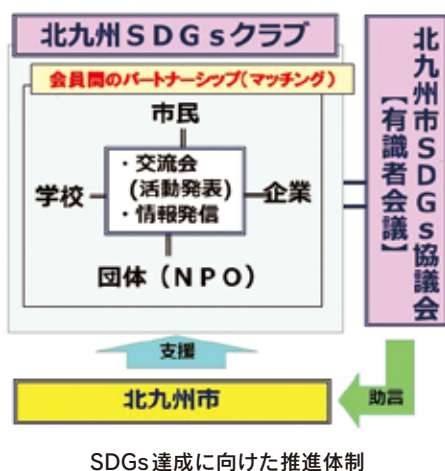 北九州SDGsクラブ
会員間のパートナーシップ(マッチング)
市民
・交流会
(活動発表)
・情報発信
学校
企業
団体(NPO)
北九州市SDGs協議会
【有識者会議】
支援
北九州市
助言
SDGs達成に向けた推進体制